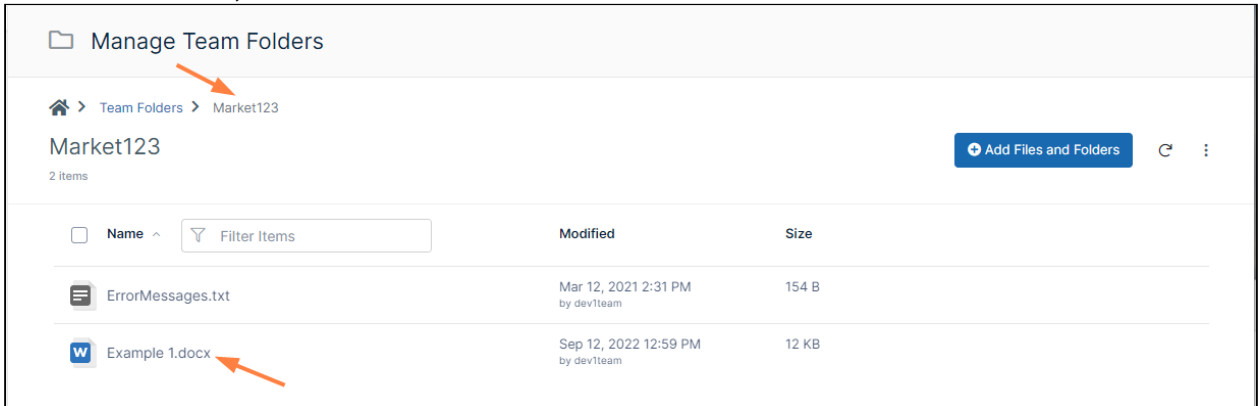 Manage Team Folders
Team Folders > Market123
Market123
Add Files and Folders
2 items
Name Filter Items Modified Size
ErrorMessages.txt Mar 12, 2021 2:31 PM 154 B
by dev1team
W Example 1.docx Sep 12, 2022 12:59 PM 12 KB
by dev1team